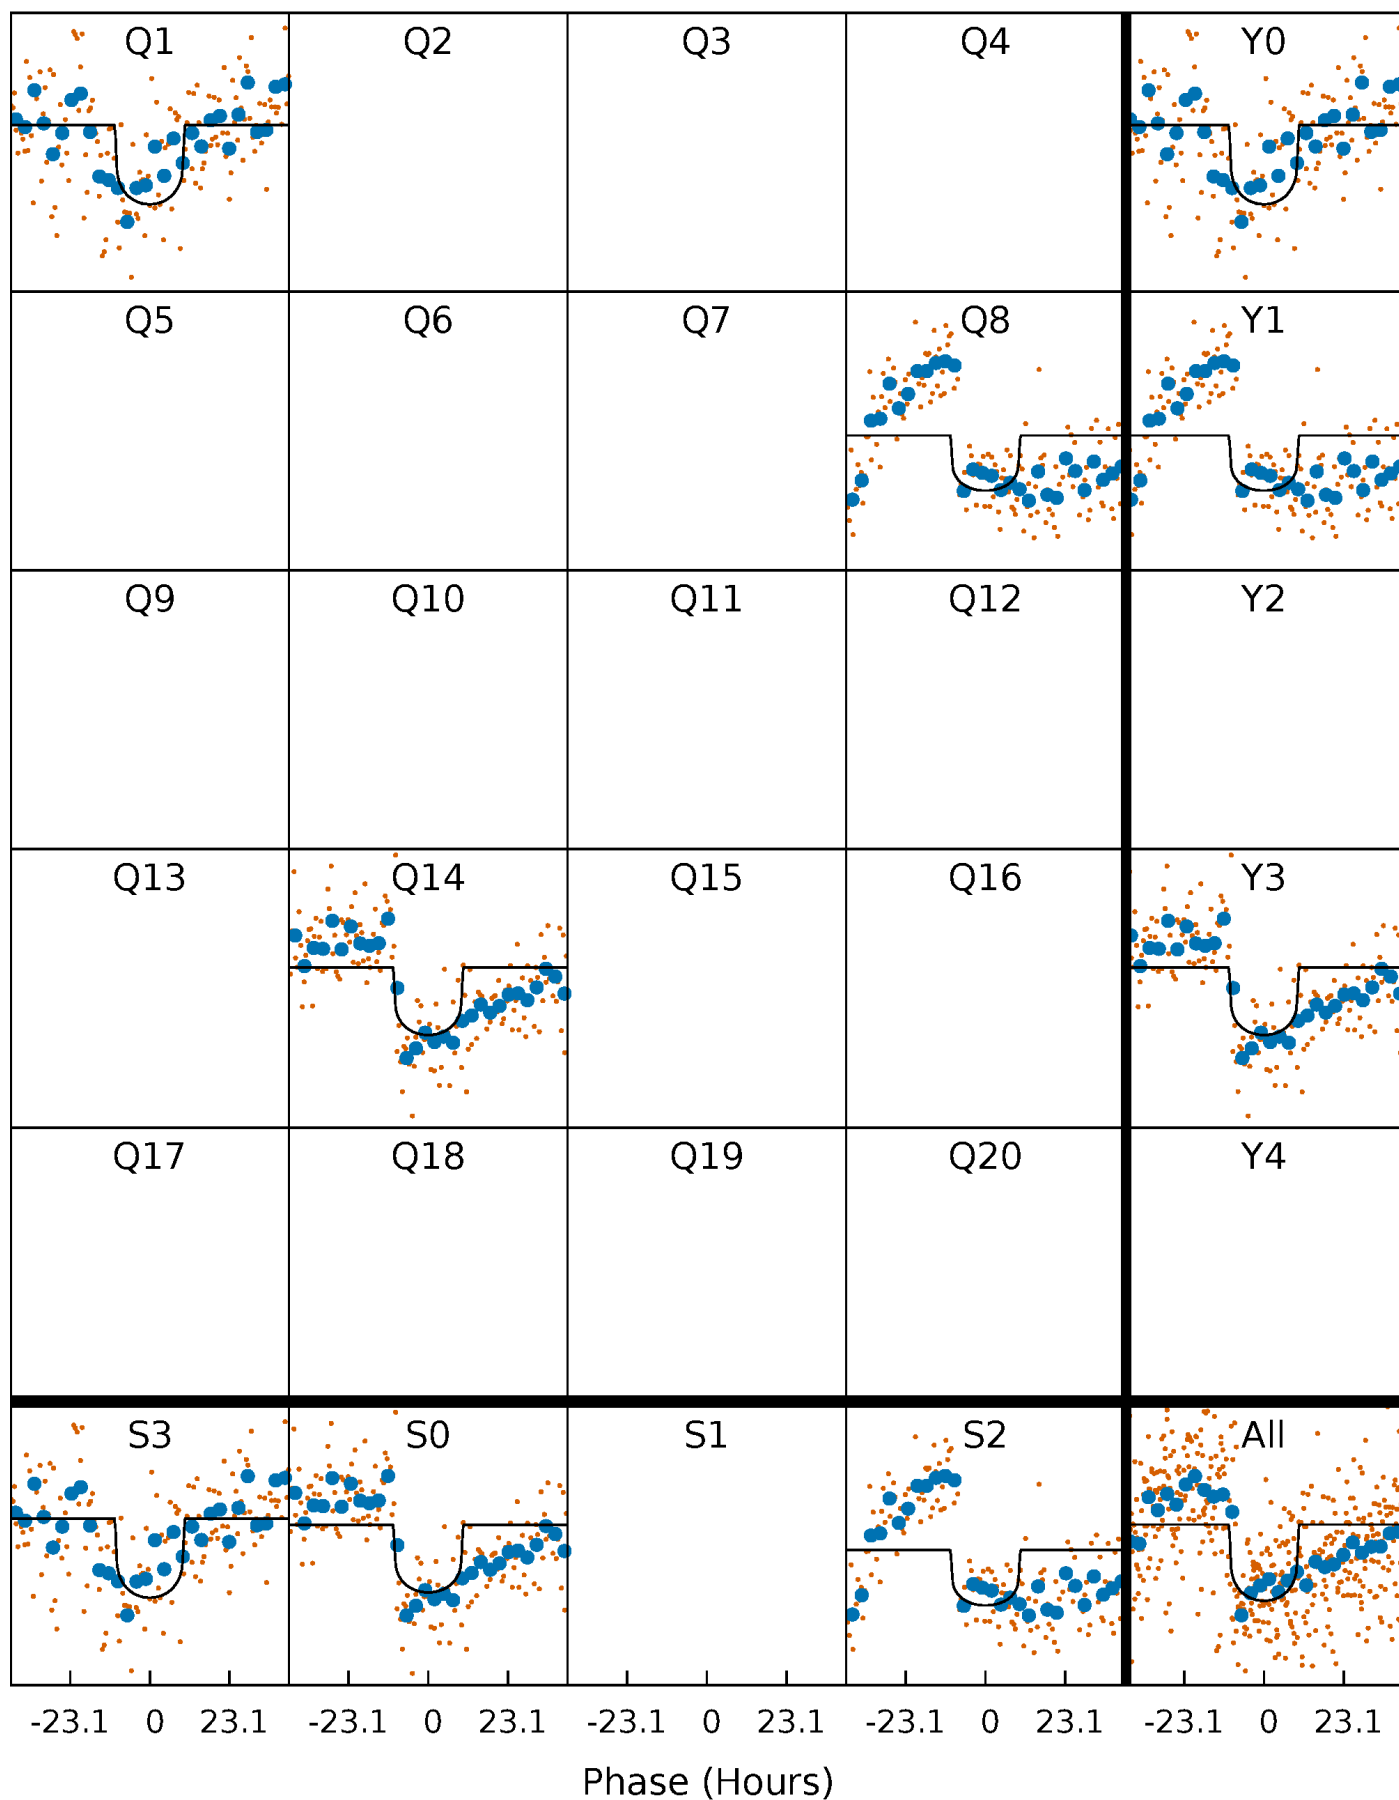 Q1 Q2 Q3 Q4 Y0
Q5 Q6 Q7 Q8 Y1
Q9 Q10 Q11 Q12 Y2
Q13 Q14 Q15 Q16 Y3
Q17 Q18 Q19 Q20 Y4
S3 S0 S1 S2 All
-23.1 0 23.1 -23.1 0 23.1 -23.1 0 23.1 -23.1 0 23.1 -23.1 0 23.1
Phase (Hours)